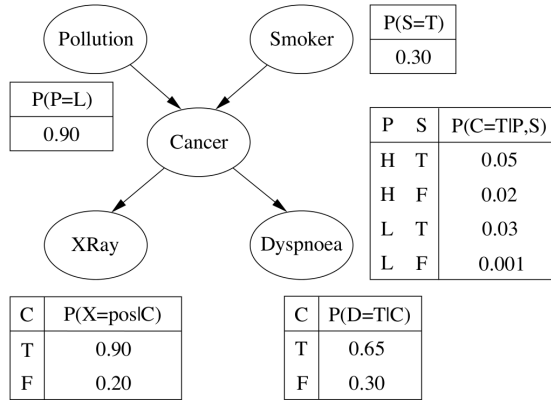 Pollution
Smoker
P(S=T)
0.30
P(P=L)
0.90
Cancer
P S P(C=T|P,S)
H T 0.05
H F 0.02
L T 0.03
L F 0.001
XRay
Dyspnoea
C P(X=pos|C)
T 0.90
F 0.20
C P(D=T|C)
T 0.65
F 0.30